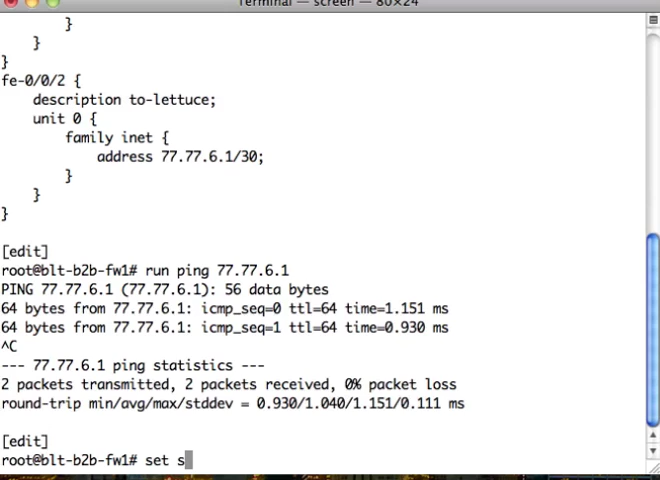 Terminal — screen — 80×24
}
}
}
fe-0/0/2 {
description to-lettuce;
unit 0 {
family inet {
address 77.77.6.1/30;
}
}
}
[edit]
root@blt-b2b-fw1# run ping 77.77.6.1
PING 77.77.6.1 (77.77.6.1): 56 data bytes
64 bytes from 77.77.6.1: icmp_seq=0 ttl=64 time=1.151 ms
64 bytes from 77.77.6.1: icmp_seq=1 ttl=64 time=0.930 ms
^C
--- 77.77.6.1 ping statistics ---
2 packets transmitted, 2 packets received, 0% packet loss
round-trip min/avg/max/stddev = 0.930/1.040/1.151/0.111 ms
[edit]
root@blt-b2b-fw1# set s